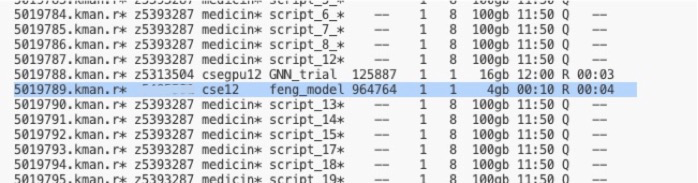 5019784.kman.r* z5393287 medicin* script_6_* -- 1 8 100gb 11:50 Q --
5019785.kman.r* z5393287 medicin* script_7_* -- 1 8 100gb 11:50 Q --
5019786.kman.r* z5393287 medicin* script_8_* -- 1 8 100gb 11:50 Q --
5019787.kman.r* z5393287 medicin* script_12* -- 1 8 100gb 11:50 Q --
5019788.kman.r* z5313504 csegpu12 GNN_trial 125887 1 1 16gb 12:00 R 00:03
5019789.kman.r* cse12 feng_model 964764 1 1 4gb 00:10 R 00:04
5019790.kman.r* z5393287 medicin* script_13* -- 1 8 100gb 11:50 Q --
5019791.kman.r* z5393287 medicin* script_14* -- 1 8 100gb 11:50 Q --
5019792.kman.r* z5393287 medicin* script_15* -- 1 8 100gb 11:50 Q --
5019793.kman.r* z5393287 medicin* script_17* -- 1 8 100gb 11:50 Q --
5019794.kman.r* z5393287 medicin* script_18* -- 1 8 100gb 11:50 Q --
5019795.kman.r* z5393287 medicin* script_19* -- 1 8 100gb 11:50 Q --